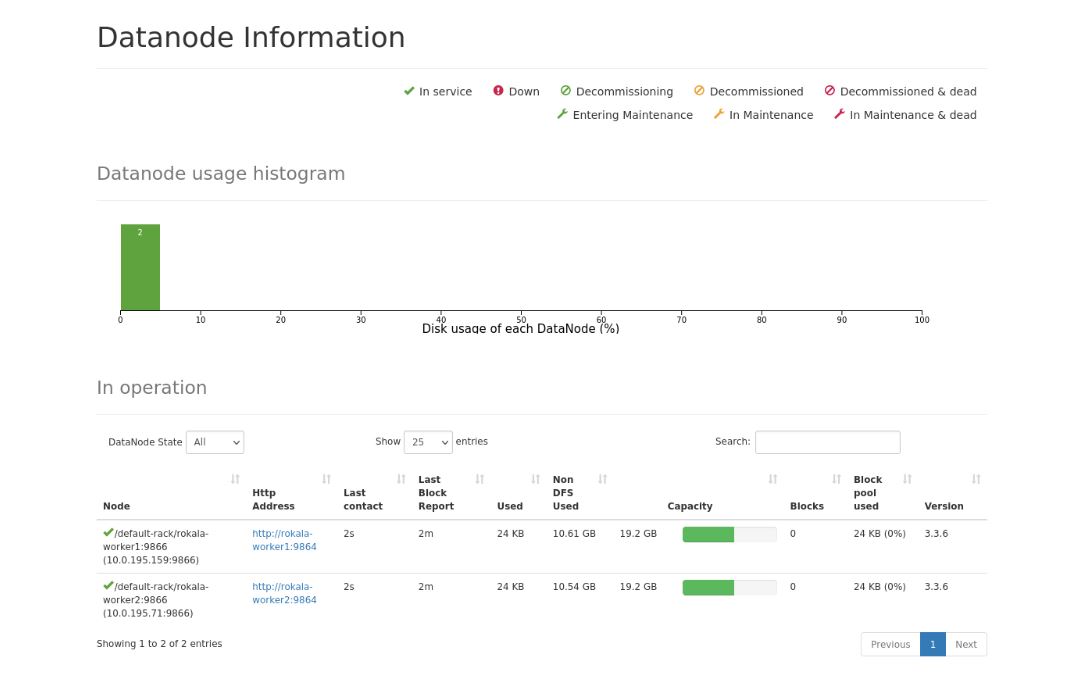 Datanode Information
In service Down Decommissioning Decommissioned Decommissioned & dead
Entering Maintenance In Maintenance In Maintenance & dead
Datanode usage histogram
2
0 10 20 30 40 50 60 70 80 90 100
Disk usage of each DataNode (%)
In operation
DataNode State All Show 25 entries Search:
Node Http Address Last contact Last Block Report Used Non DFS Used Capacity Blocks Block pool used Version
/default-rack/rokala- http://rokala- 2s 2m 24 KB 10.61 GB 19.2 GB 0 24 KB (0%) 3.3.6
worker1:9866 worker1:9864
(10.0.195.159:9866)
/default-rack/rokala- http://rokala- 2s 2m 24 KB 10.54 GB 19.2 GB 0 24 KB (0%) 3.3.6
worker2:9866 worker2:9864
(10.0.195.71:9866)
Showing 1 to 2 of 2 entries Previous 1 Next